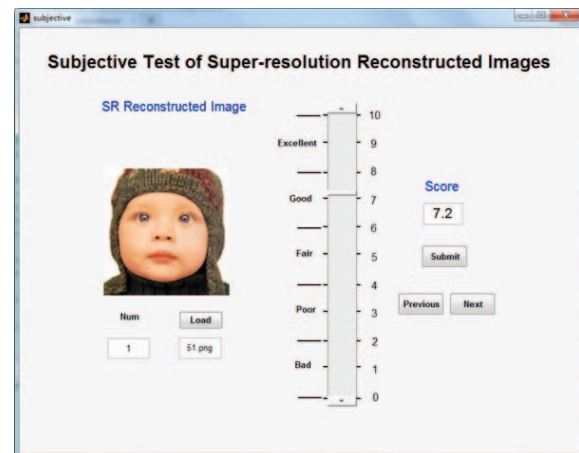 subjective
Subjective Test of Super-resolution Reconstructed Images
SR Reconstructed Image
10
Excellent 9
8
Good 7
6
Fair 5
4
Poor 3
2
Bad 1
0
Score
7.2
Submit
Previous Next
Num Load
1 51.png